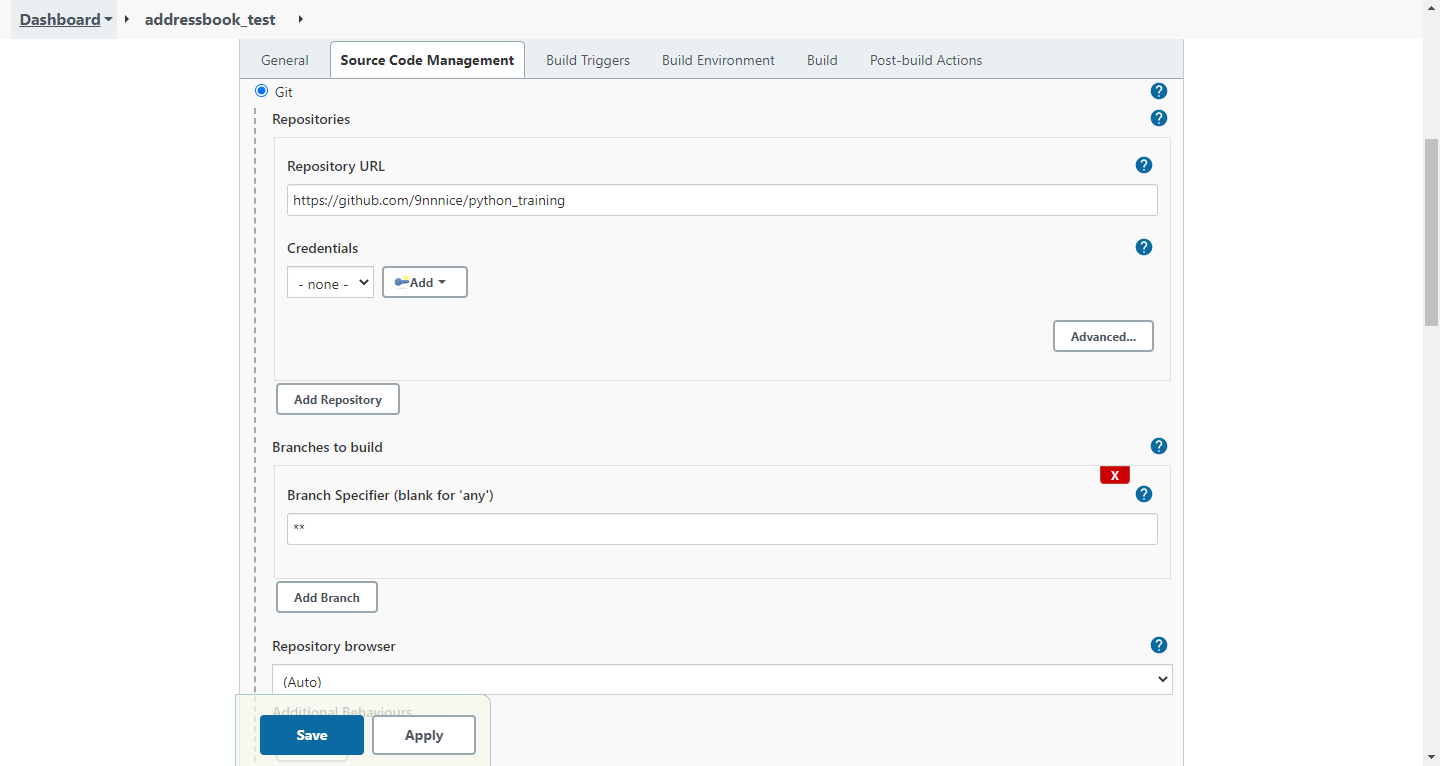 Dashboard addressbook_test
General Source Code Management Build Triggers Build Environment Build Post-build Actions
Git ?
Repositories ?
Repository URL ?
https://github.com/9nnnice/python_training
Credentials ?
- none - Add
Advanced...
Add Repository
Branches to build ?
X
Branch Specifier (blank for 'any') ?
**
Add Branch
Repository browser ?
(Auto)
Additional Behaviours
Save Apply